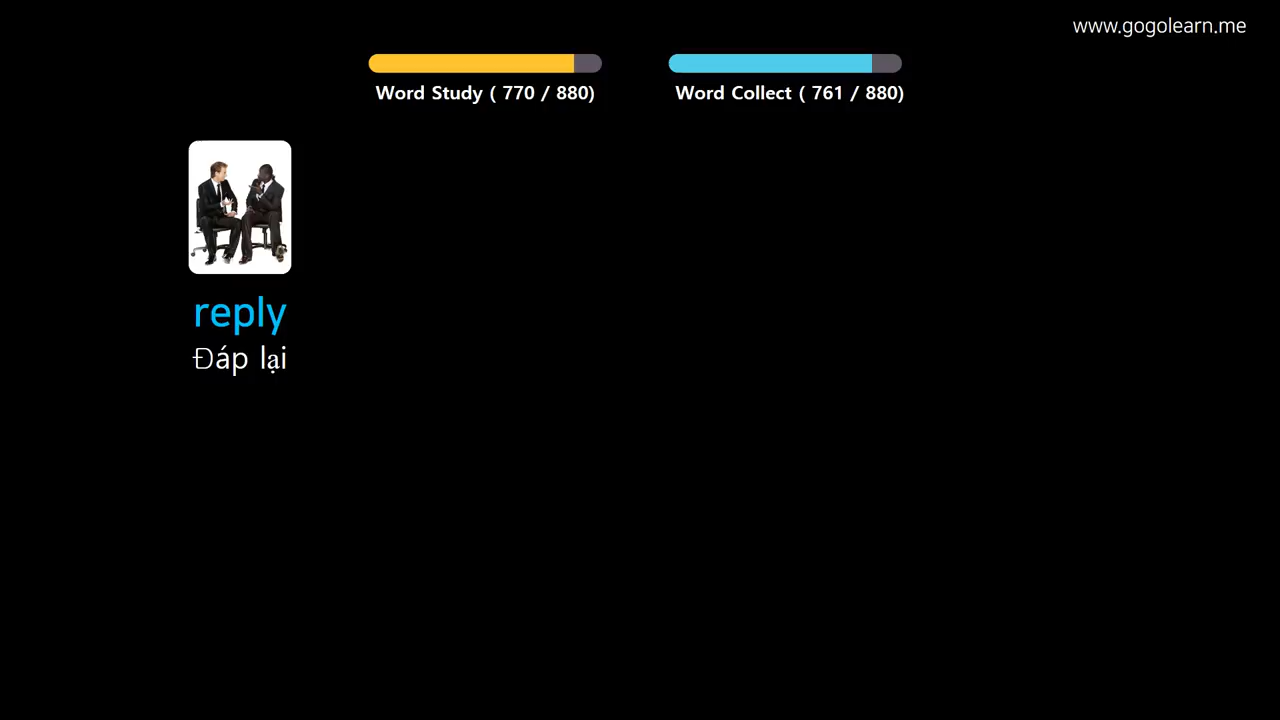 www.gogolearn.me
Word Study ( 770 / 880)
Word Collect ( 761 / 880)
reply
Đáp lại